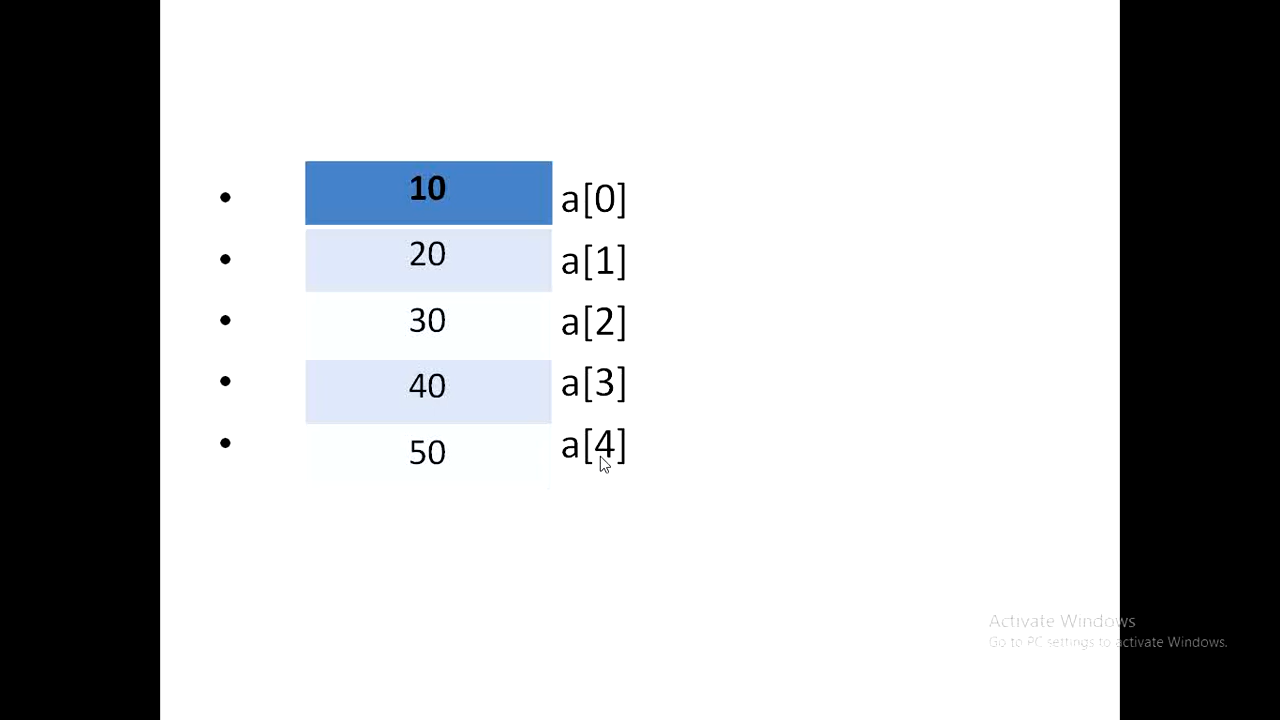 • 10 a[0]
• 20 a[1]
• 30 a[2]
• 40 a[3]
• 50 a[4]
Activate Windows
Go to PC settings to activate Windows.